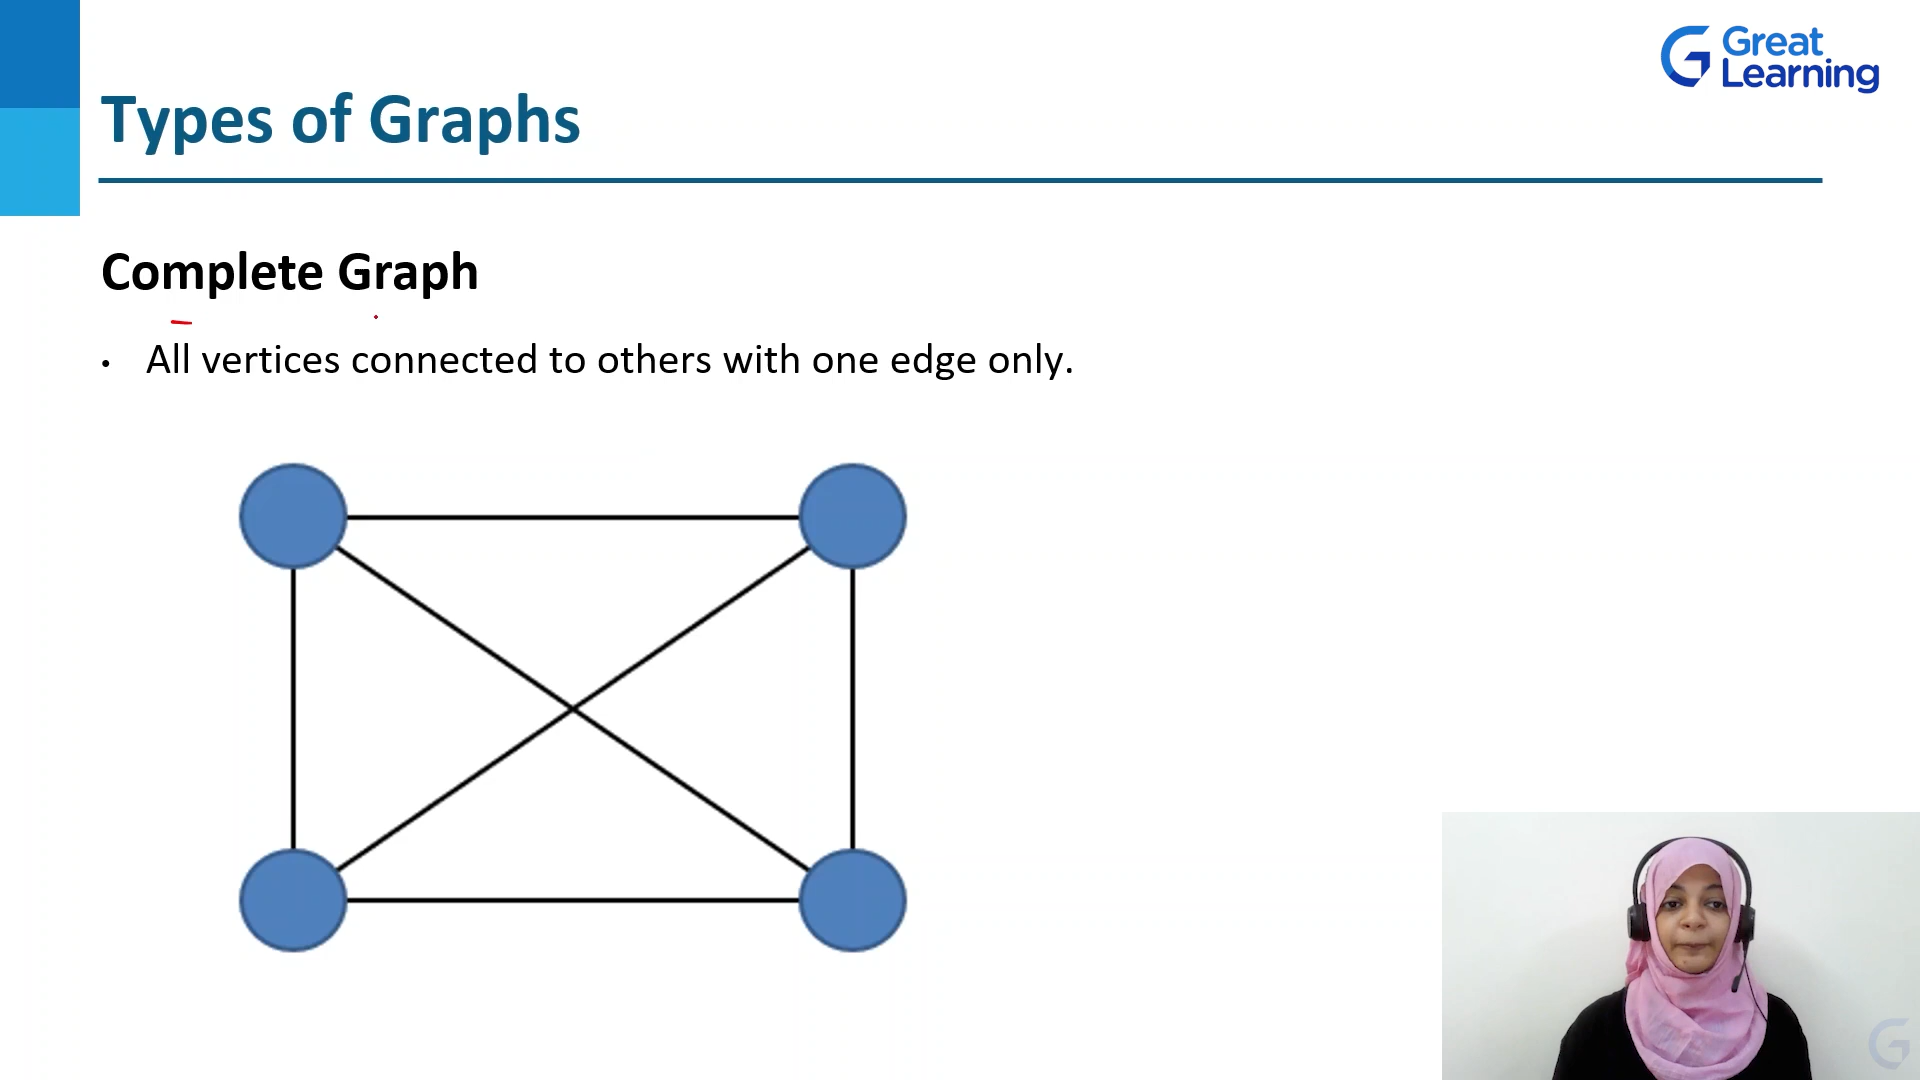 Great
Learning
Types of Graphs
Complete Graph
• All vertices connected to others with one edge only.